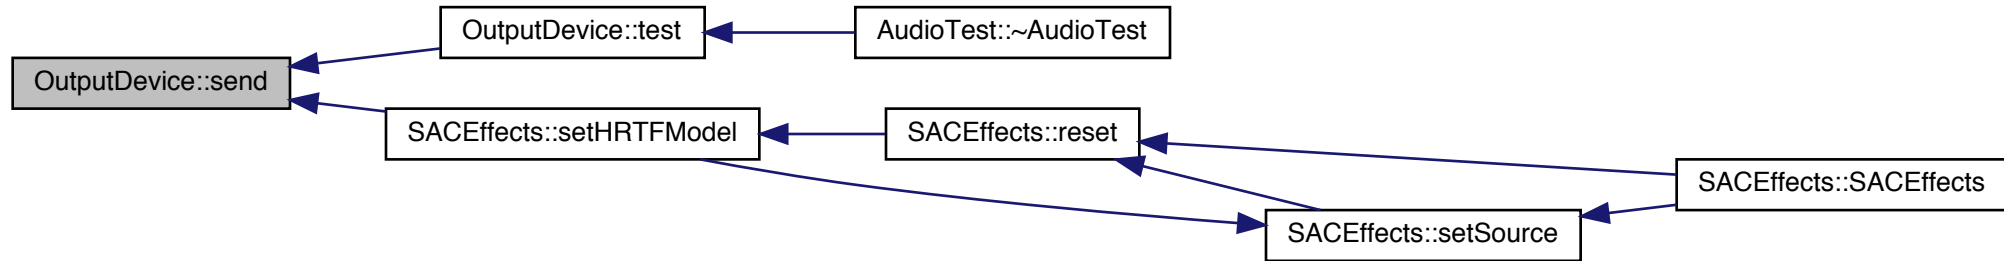 OutputDevice::send
OutputDevice::test
AudioTest::~AudioTest
SACEffects::setHRTFModel
SACEffects::reset
SACEffects::SACEffects
SACEffects::setSource